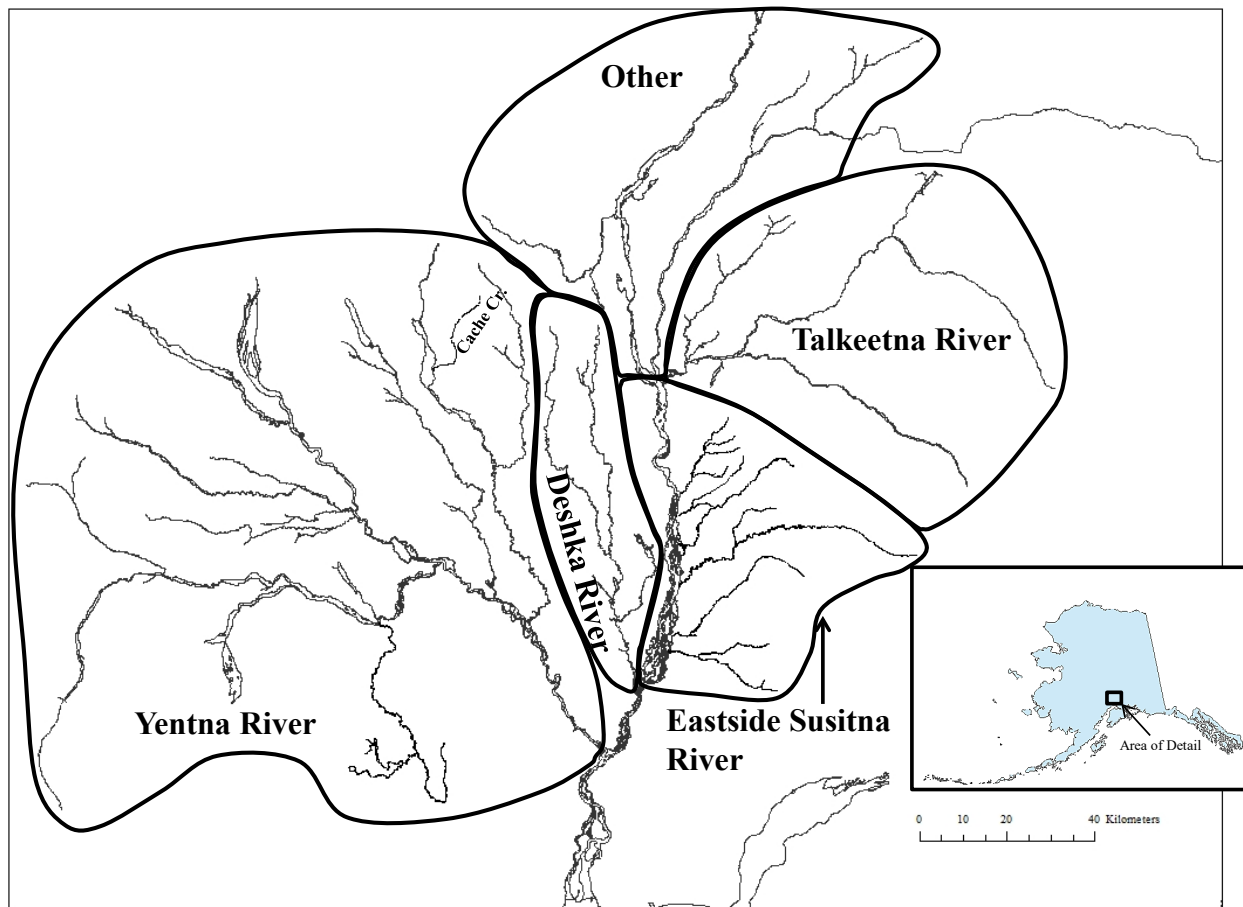 Other
Cache Cr.
Talkeetna River
Deshka River
Yentna River
Eastside Susitna
River
Area of Detail
0 10 20 40 Kilometers